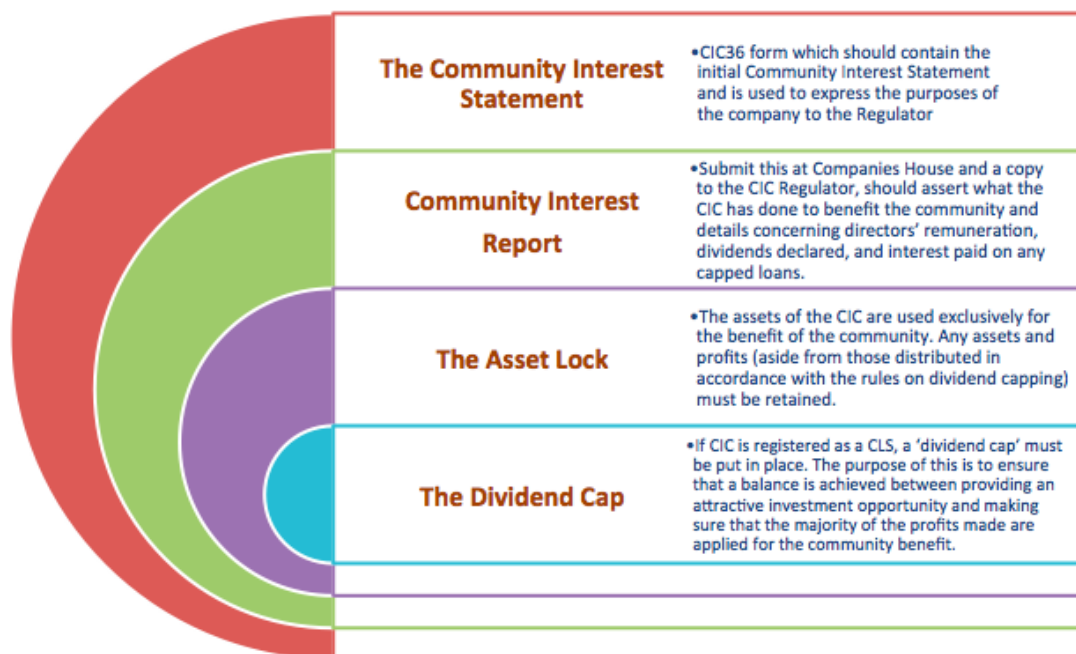 The Community Interest
Statement
•CIC36 form which should contain the
initial Community Interest Statement
and is used to express the purposes of
the company to the Regulator
Community Interest
Report
•Submit this at Companies House and a copy
to the CIC Regulator, should assert what the
CIC has done to benefit the community and
details concerning directors' remuneration,
dividends declared, and interest paid on any
capped loans.
The Asset Lock
•The assets of the CIC are used exclusively for
the benefit of the community. Any assets and
profits (aside from those distributed in
accordance with the rules on dividend capping)
must be retained.
The Dividend Cap
•If CIC is registered as a CLS, a ‘dividend cap’ must
be put in place. The purpose of this is to ensure
that a balance is achieved between providing an
attractive investment opportunity and making
sure that the majority of the profits made are
applied for the community benefit.